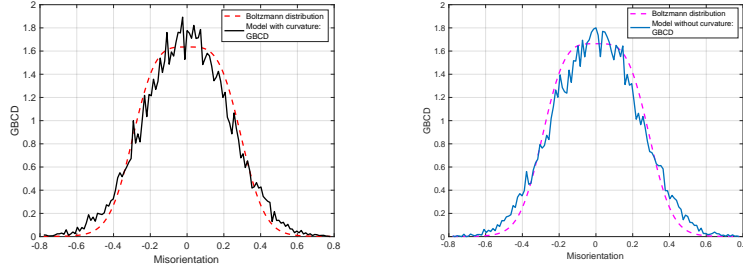 2
1.8
1.6
1.4
1.2
1
0.8
0.6
0.4
0.2
0
GBCD
-0.8 -0.6 -0.4 -0.2 0 0.2 0.4 0.6 0.8
Misorientation
Boltzmann distribution
Model with curvature:
GBCD
2
1.8
1.6
1.4
1.2
1
0.8
0.6
0.4
0.2
0
GBCD
-0.8 -0.6 -0.4 -0.2 0 0.2 0.4 0.6 0.8
Misorientation
Boltzmann distribution
Model without curvature:
GBCD